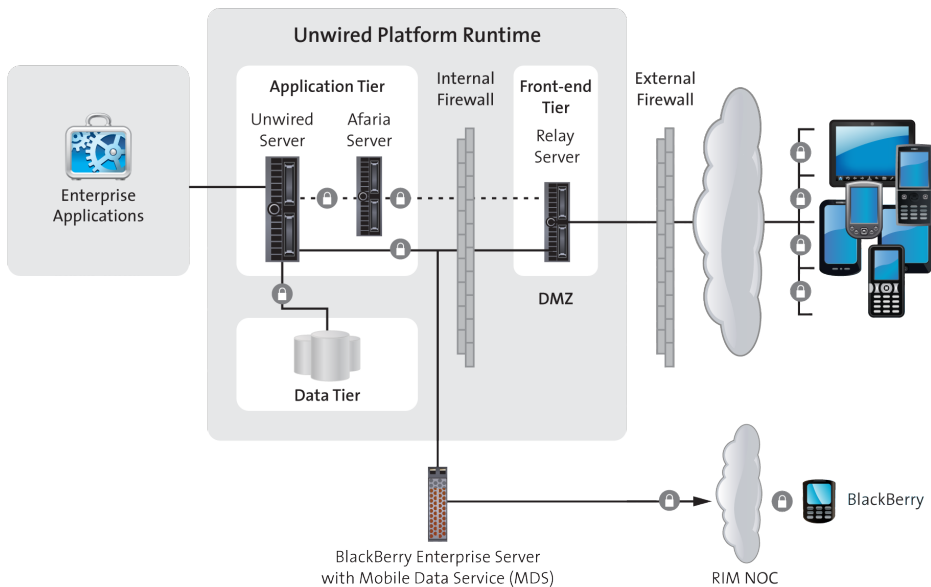 Unwired Platform Runtime
Application Tier
Unwired
Server
Afaria
Server
Internal
Firewall
Front-end
Tier
Relay
Server
External
Firewall
Enterprise
Applications
DMZ
Data Tier
BlackBerry
BlackBerry Enterprise Server
with Mobile Data Service (MDS)
RIM NOC